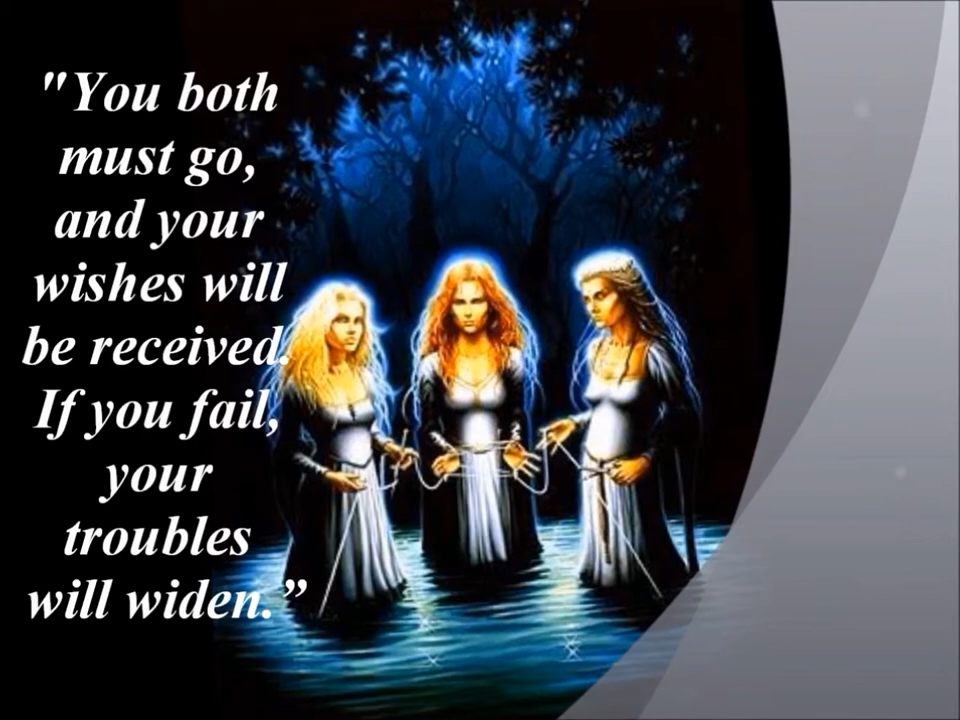 "You both
must go,
and your
wishes will
be received.
If you fail,
your
troubles
will widen.”